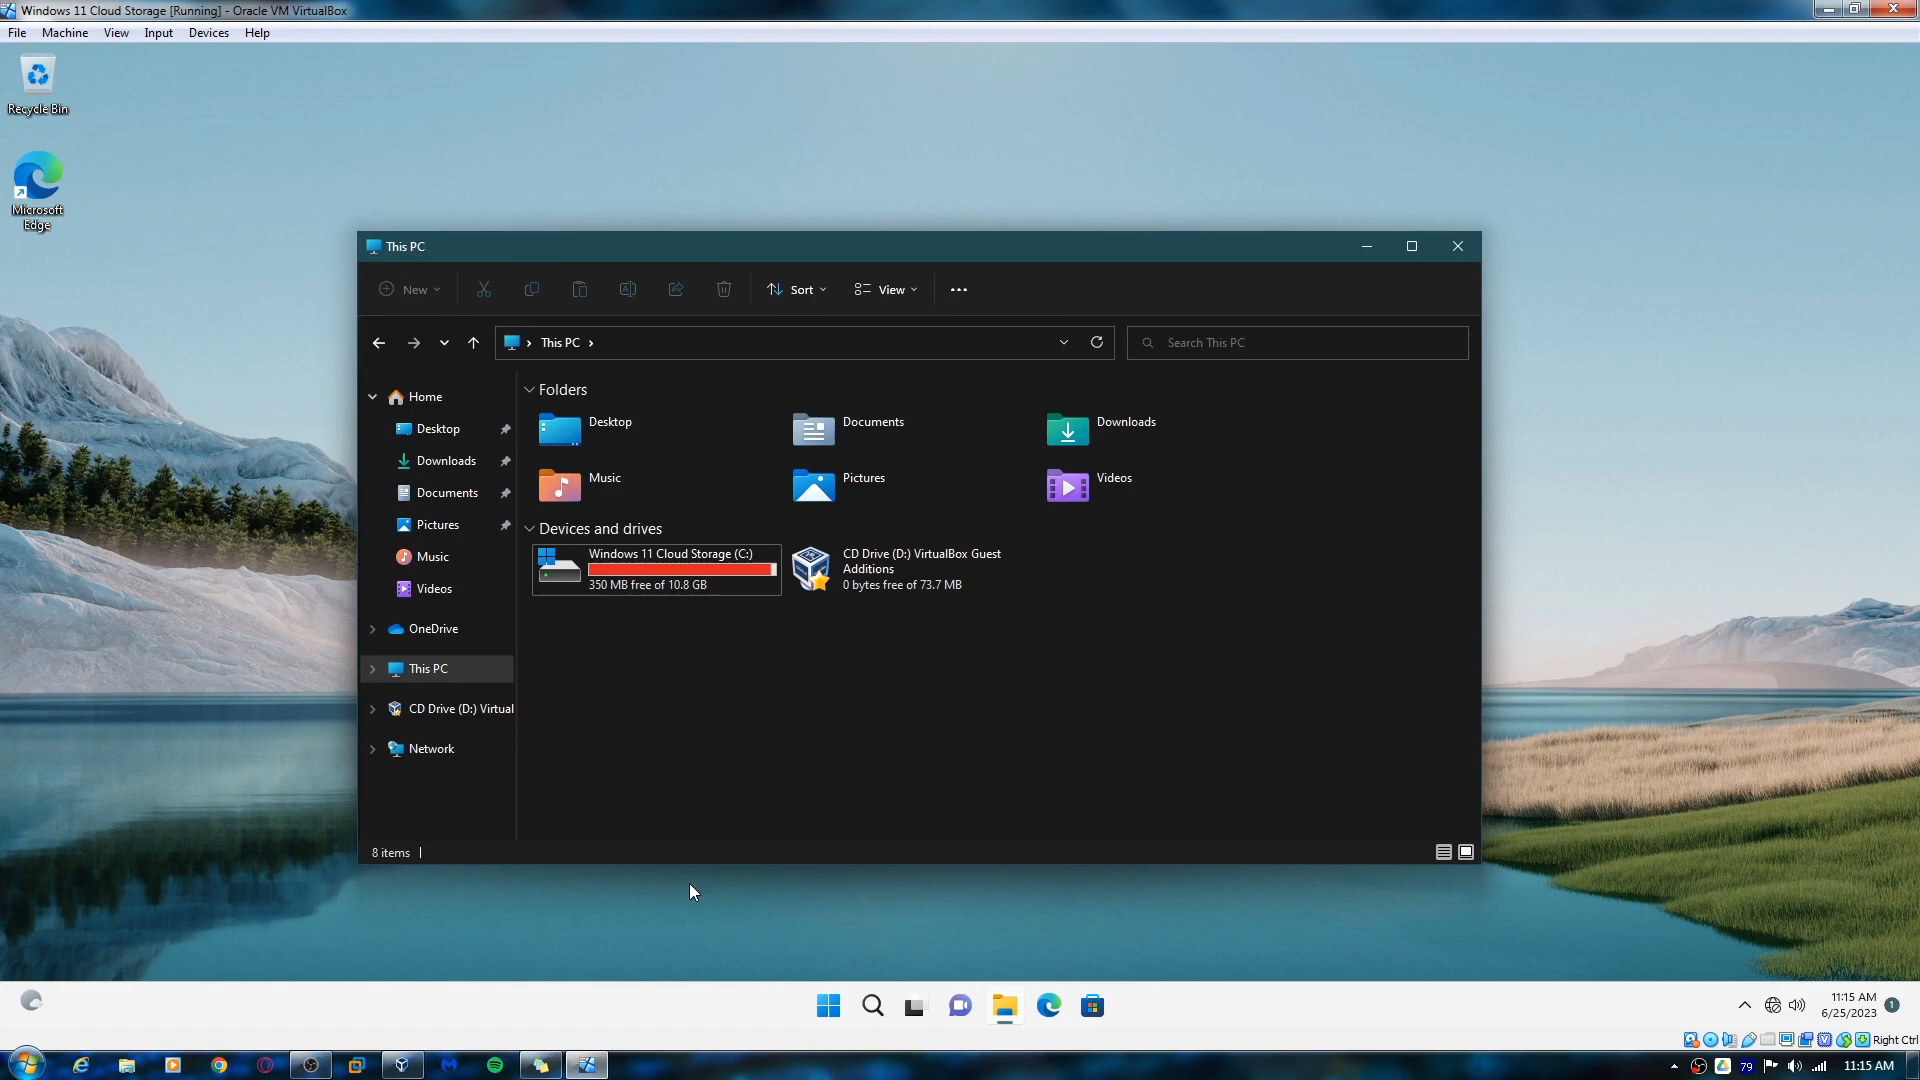 Windows 11 Cloud Storage [Running] - Oracle VM VirtualBox
File Machine View Input Devices Help
Recycle Bin
Microsoft
Edge
This PC
New Sort View
This PC
Search This PC
Home
Desktop
Downloads
Documents
Pictures
Music
Videos
OneDrive
This PC
CD Drive (D:) Virtual
Network
Folders
Desktop
Documents
Downloads
Music
Pictures
Videos
Devices and drives
Windows 11 Cloud Storage (C:)
350 MB free of 10.8 GB
CD Drive (D:) VirtualBox Guest
Additions
0 bytes free of 73.7 MB
8 items
11:15 AM
6/25/2023
1
Right Ctrl
79
11:15 AM